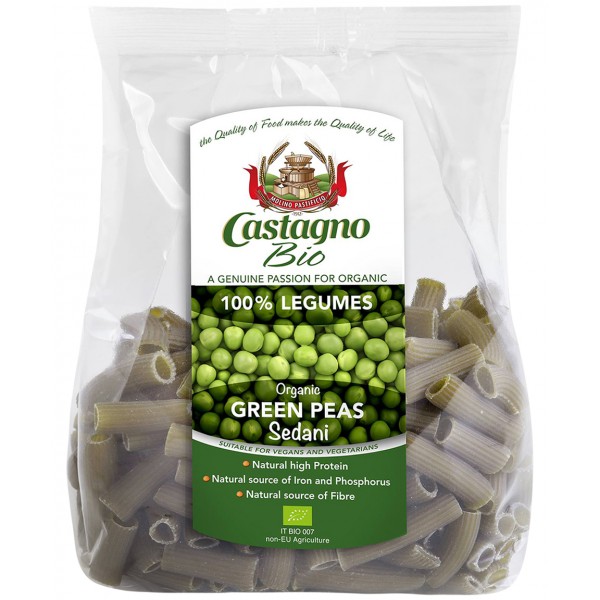 the Quality of Food makes the Quality of Life
MOLINO PASTIFICIO
Castagno
Bio
A GENUINE PASSION FOR ORGANIC
100% LEGUMES
Organic
GREEN PEAS
Sedani
SUITABLE FOR VEGANS AND VEGETARIANS
Natural high Protein
Natural source of Iron and Phosphorus
Natural source of Fibre
IT BIO 007
non-EU Agriculture